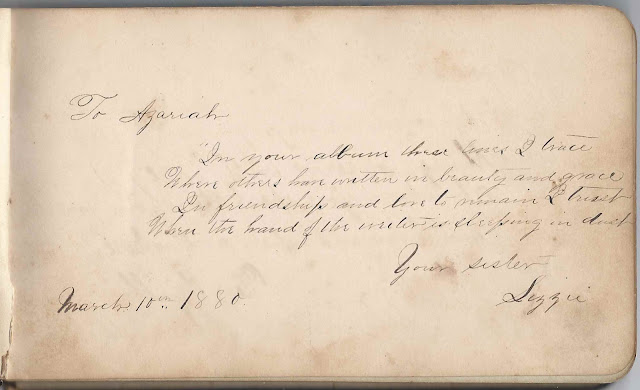 To Azariah
"In your album these lines I trace
Where others have written in beauty and grace
In friendship and love to remain I trust
When the hand of the writer is sleeping in dust
Your sister
Lizzie
March 10th 1880.